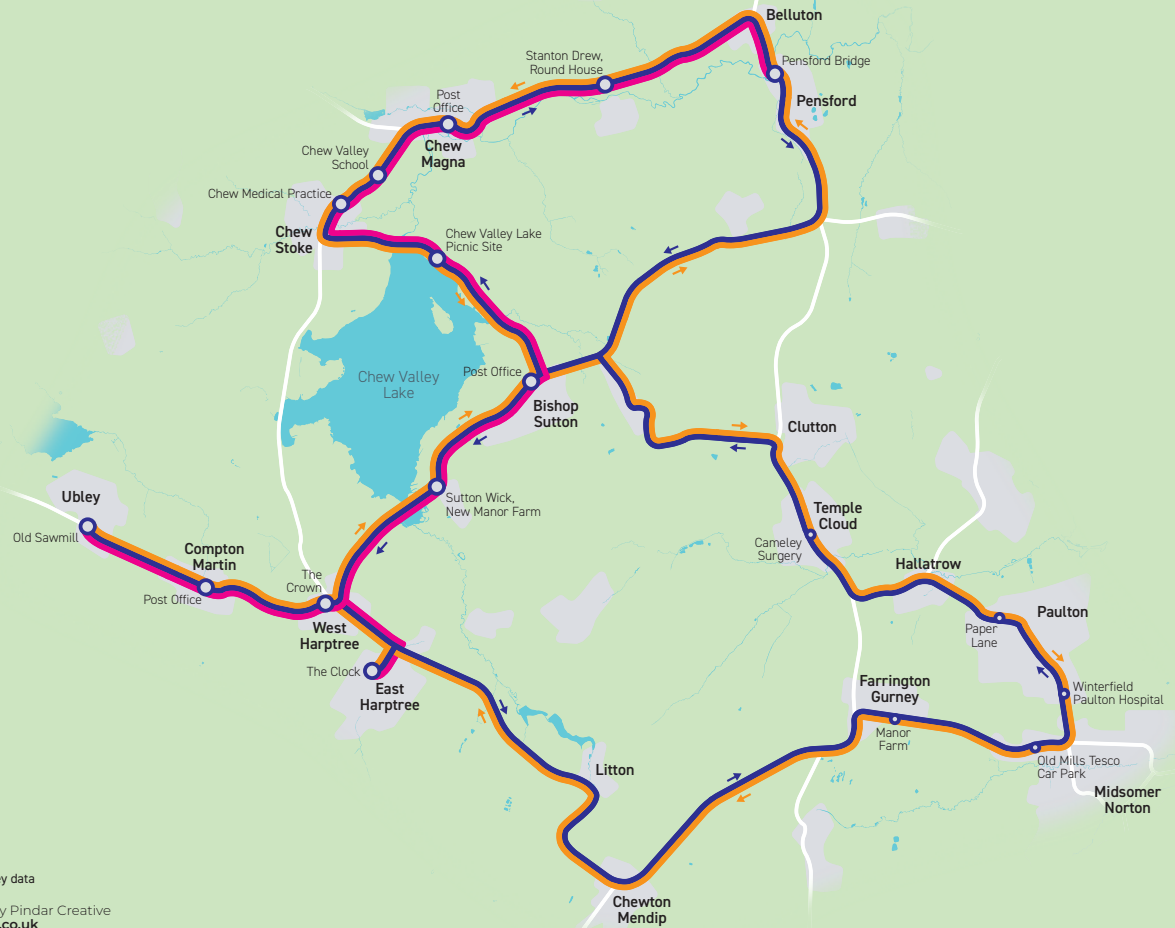 Belluton
Stanton Drew,
Round House
Pensford Bridge
Pensford
Post
Office
Chew
Magna
Chew Valley
School
Chew Medical Practice
Chew
Stoke
Chew Valley Lake
Picnic Site
Chew Valley
Lake
Post Office
Bishop
Sutton
Clutton
Ubley
Old Sawmill
Sutton Wick,
New Manor Farm
Temple
Cloud
Cameley
Surgery
Compton
Martin
Post Office
The
Crown
West
Harptree
Hallatrow
Paulton
Paper
Lane
The Clock
East
Harptree
Farrington
Gurney
Manor
Farm
Winterfield
Paulton Hospital
Old Mills Tesco
Car Park
Midsomer
Norton
Litton
Chewton
Mendip
ey data
y Pindar Creative
.co.uk